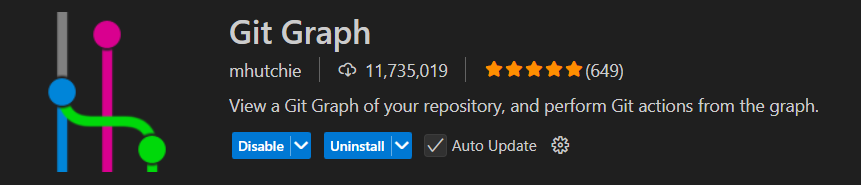 Git Graph
mhutchie 11,735,019 (649)
View a Git Graph of your repository, and perform Git actions from the graph.
Disable Uninstall Auto Update